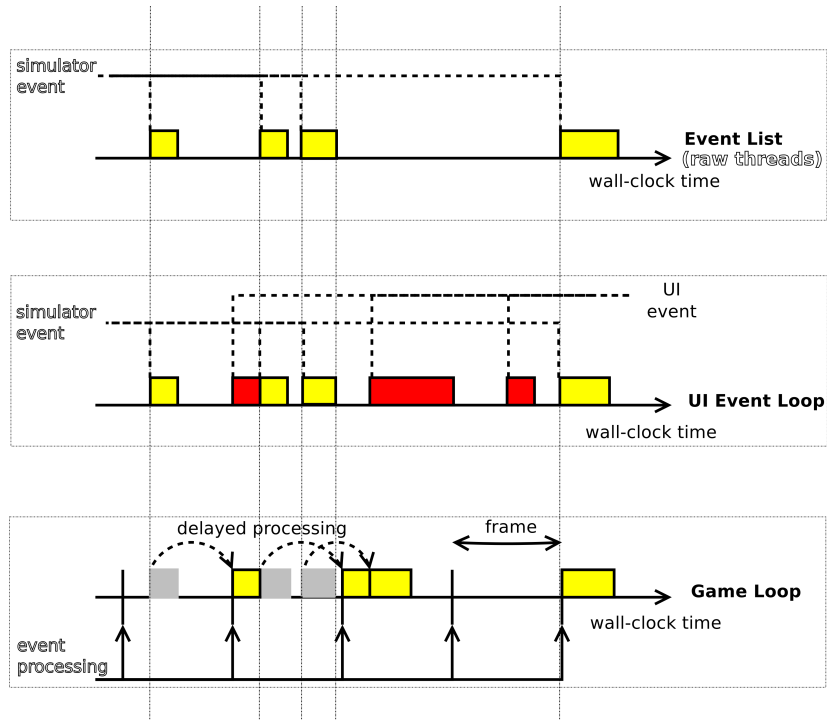 simulator
event
Event List
(raw threads)
wall-clock time
UI
event
simulator
event
UI Event Loop
wall-clock time
delayed processing
frame
Game Loop
wall-clock time
event
processing